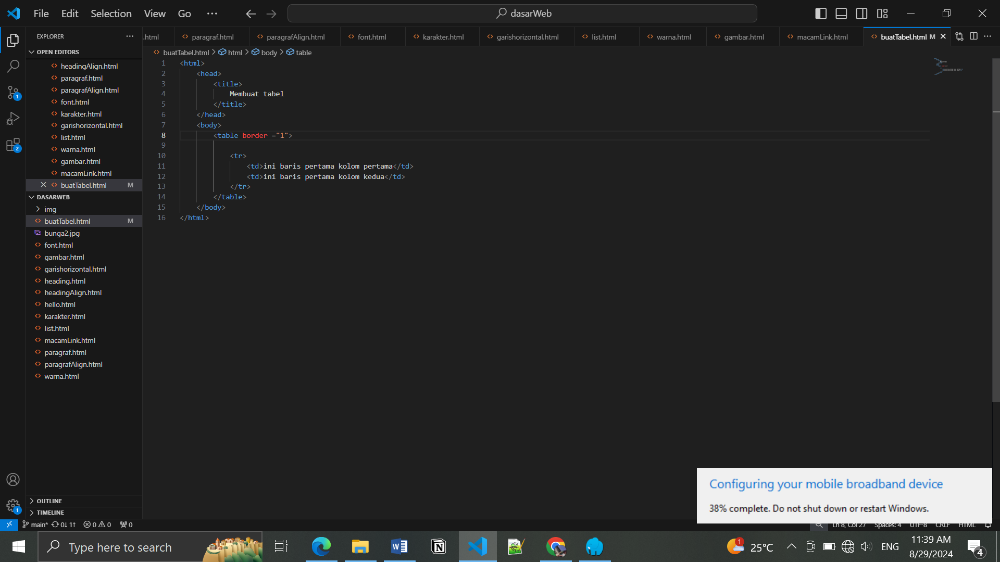 File Edit Selection View Go ··· dasarWeb
EXPLORER ···
OPEN EDITORS
headingAlign.html
paragraf.html
paragrafAlign.html
font.html
karakter.html
garishorizontal.html
list.html
warna.html
gambar.html
macamLink.html
buatTabel.html M
DASARWEB
img
buatTabel.html M
bunga2.jpg
font.html
gambar.html
garishorizontal.html
heading.html
headingAlign.html
hello.html
karakter.html
list.html
macamLink.html
paragraf.html
paragrafAlign.html
warna.html
OUTLINE
TIMELINE
.html paragraf.html paragrafAlign.html font.html karakter.html garishorizontal.html list.html warna.html gambar.html macamLink.html buatTabel.html M
buatTabel.html > html > body > table
1 <html>
2 <head>
3 <title>
4 Membuat tabel
5 </title>
6 </head>
7 <body>
8 <table border ="1">
9
10 <tr>
11 <td>ini baris pertama kolom pertama</td>
12 <td>ini baris pertama kolom kedua</td>
13 </tr>
14 </table>
15 </body>
16 </html>
1
2
1
Configuring your mobile broadband device
38% complete. Do not shut down or restart Windows.
main* 0↓ 1↑ 0 0 0 Ln 8, Col 27 Spaces: 4 UTF-8 CRLF HTML
Type here to search
1 25°C ENG
11:39 AM
8/29/2024
4